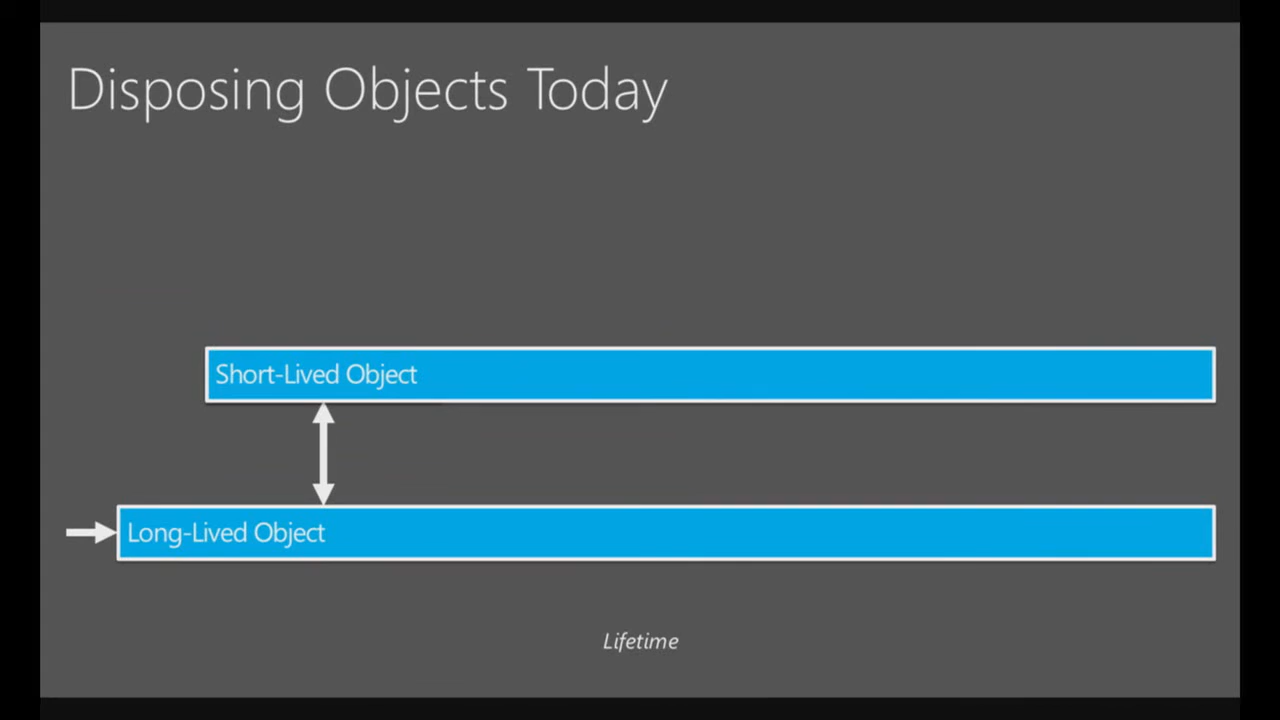 Disposing Objects Today
Short-Lived Object
Long-Lived Object
Lifetime